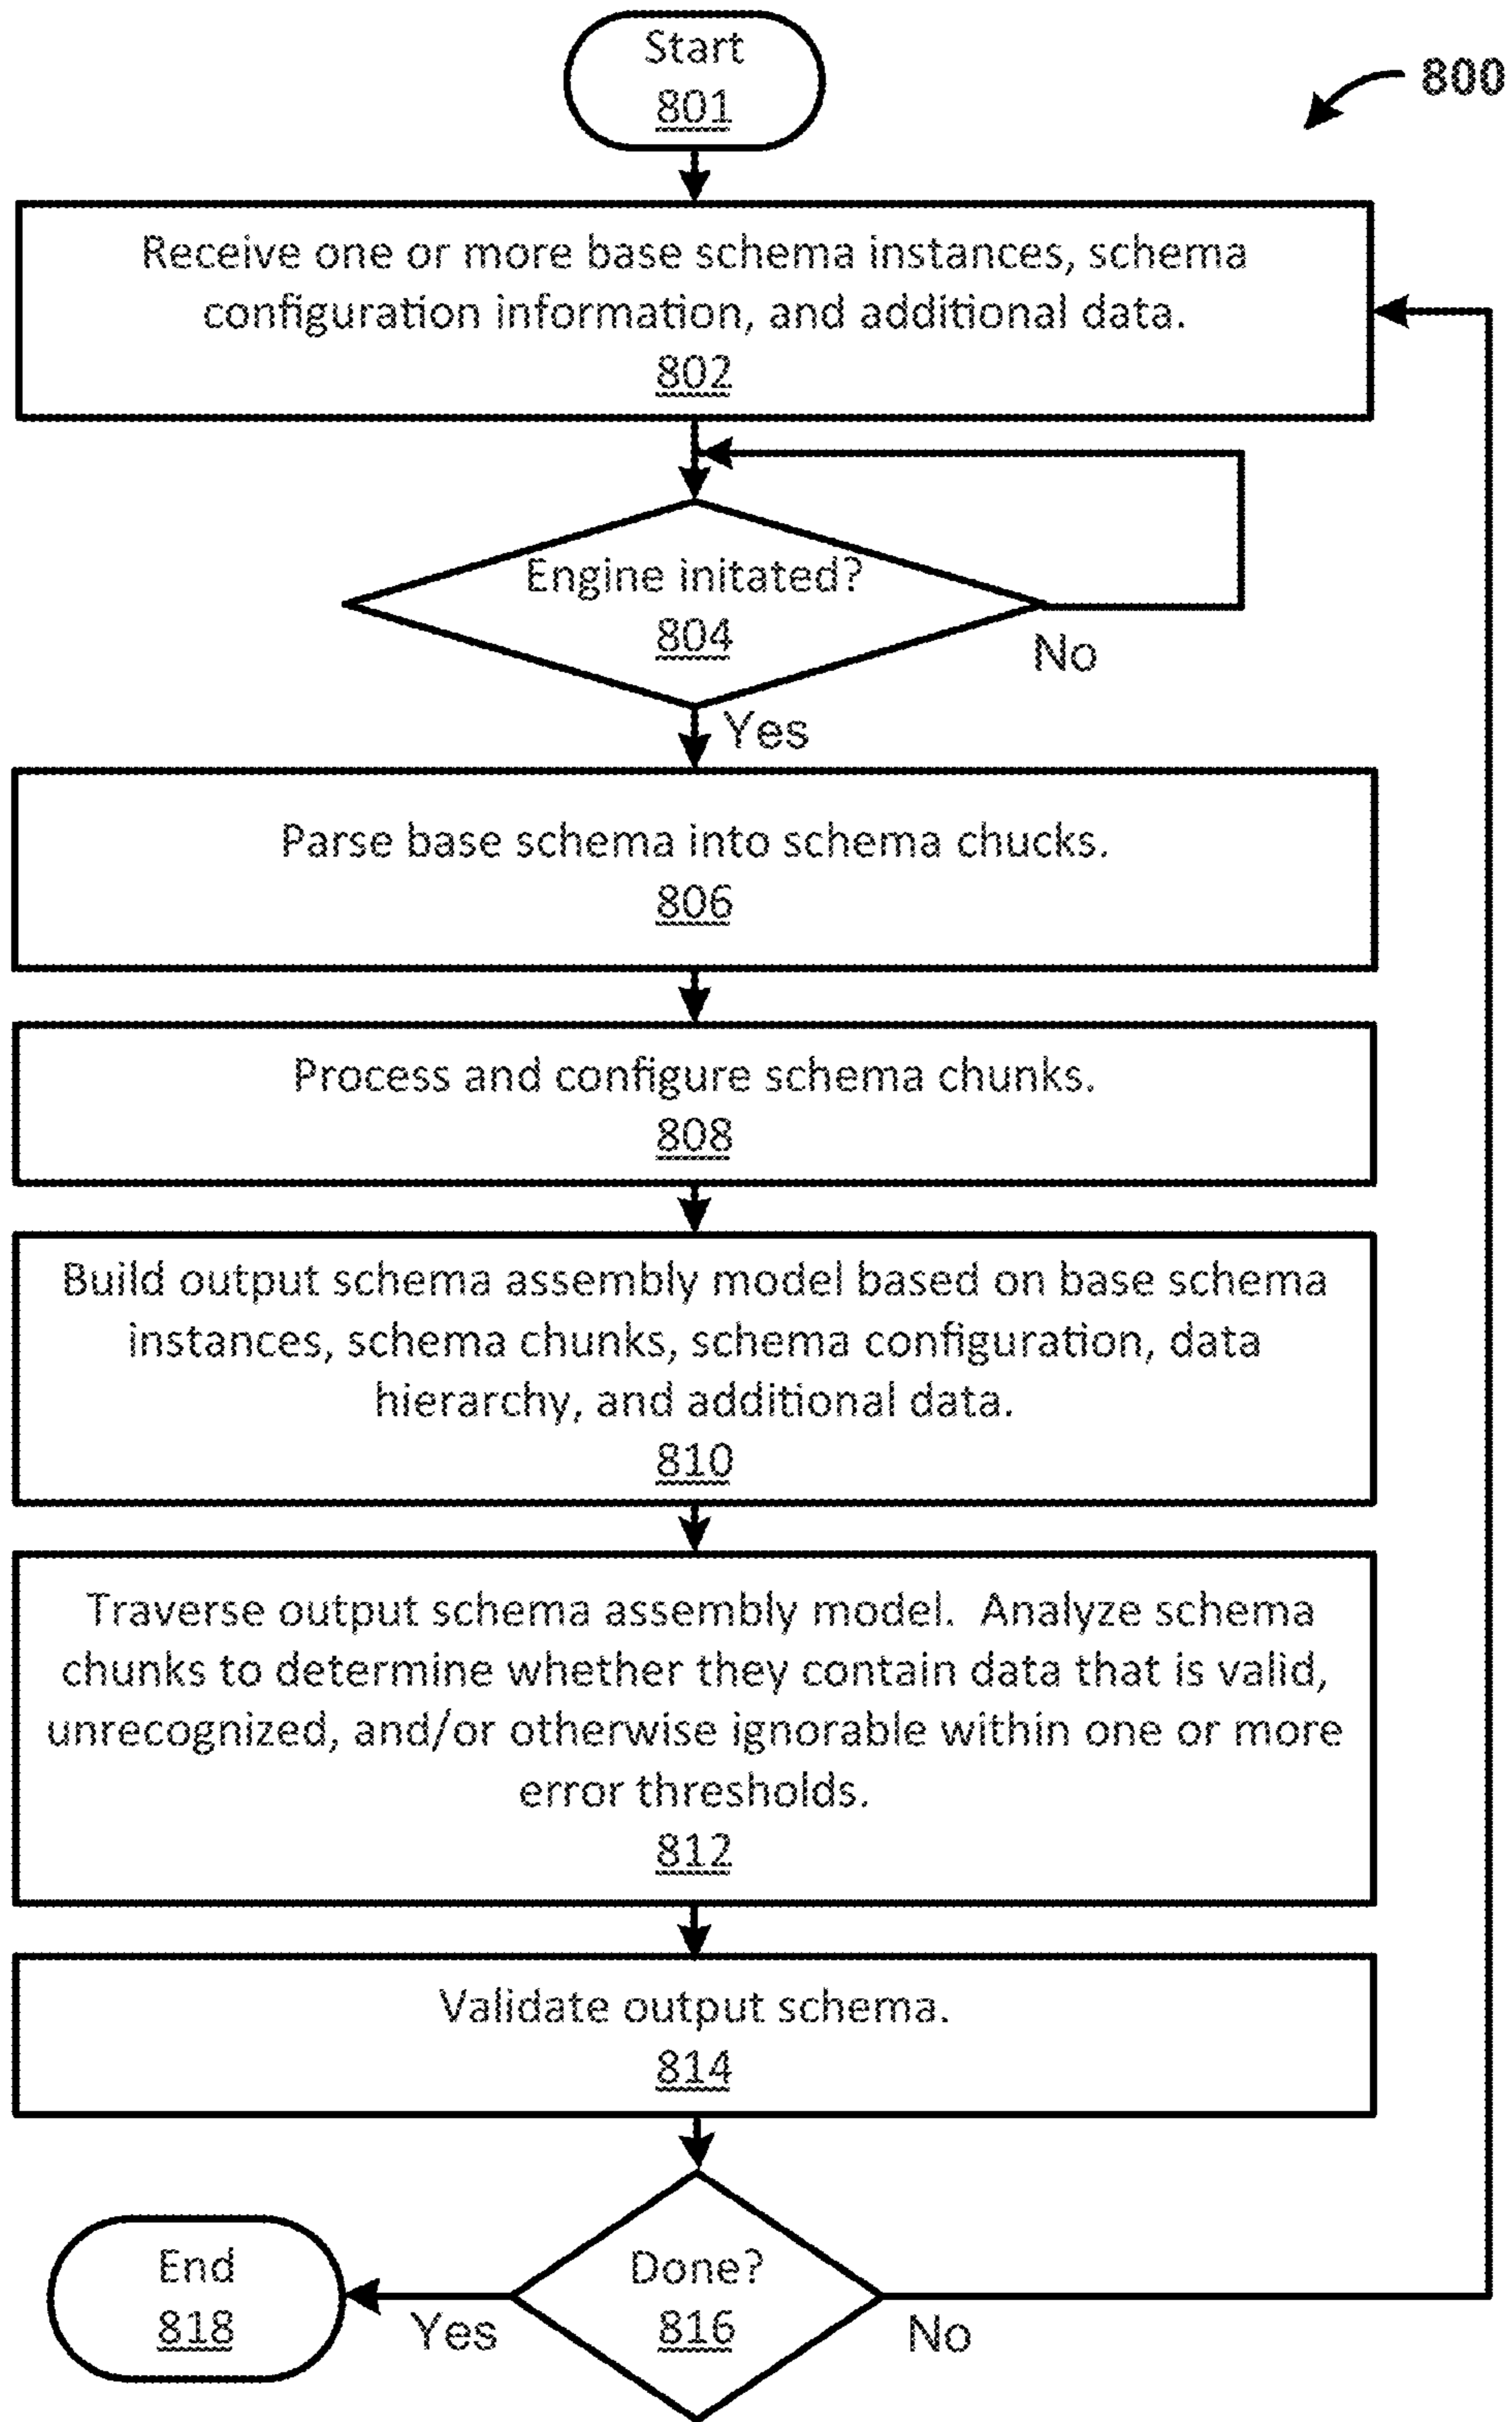 Start
801
800
Receive one or more base schema instances, schema
configuration information, and additional data.
802
Engine initated?
804
No
Yes
Parse base schema into schema chucks.
806
Process and configure schema chunks.
808
Build output schema assembly model based on base schema
instances, schema chunks, schema configuration, data
hierarchy, and additional data.
810
Traverse output schema assembly model.  Analyze schema
chunks to determine whether they contain data that is valid,
unrecognized, and/or otherwise ignorable within one or more
error thresholds.
812
Validate output schema.
814
End
818
Yes
Done?
816
No